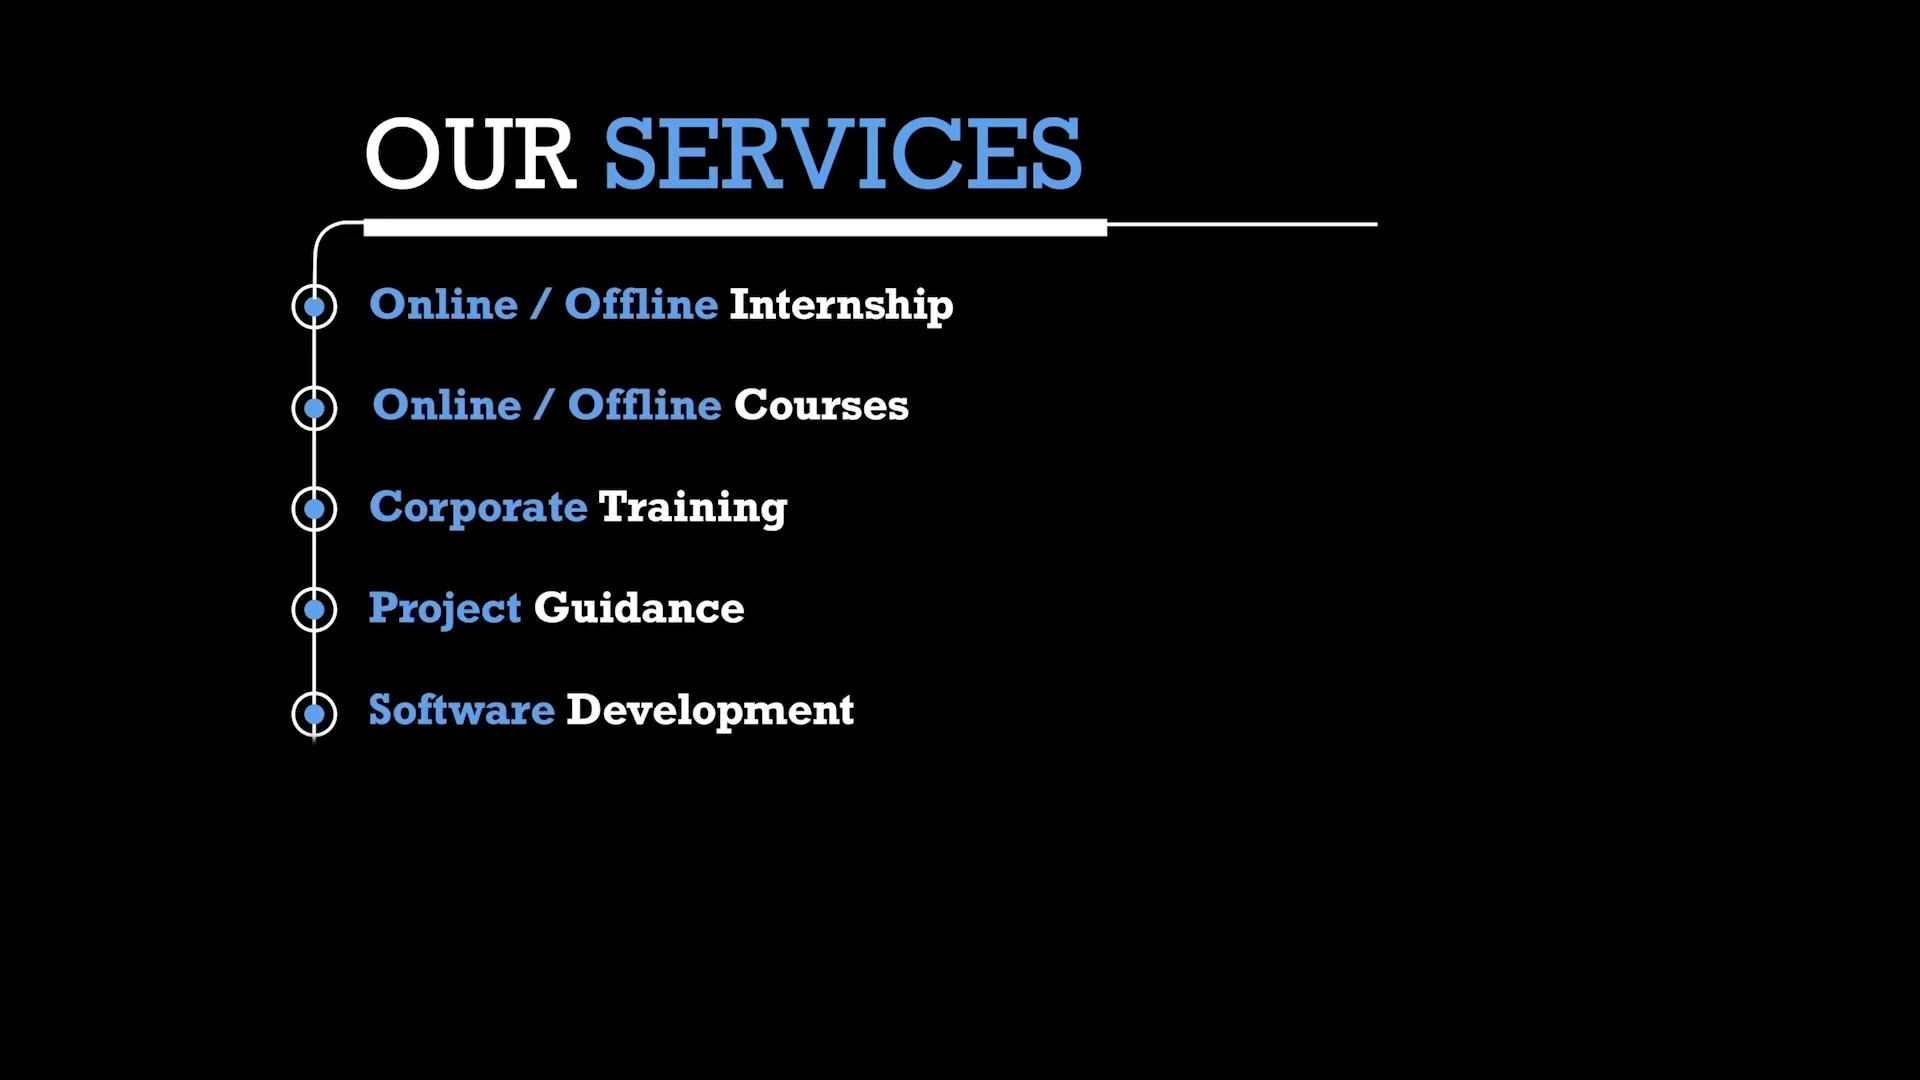 OUR SERVICES
Online / Offline Internship
Online / Offline Courses
Corporate Training
Project Guidance
Software Development